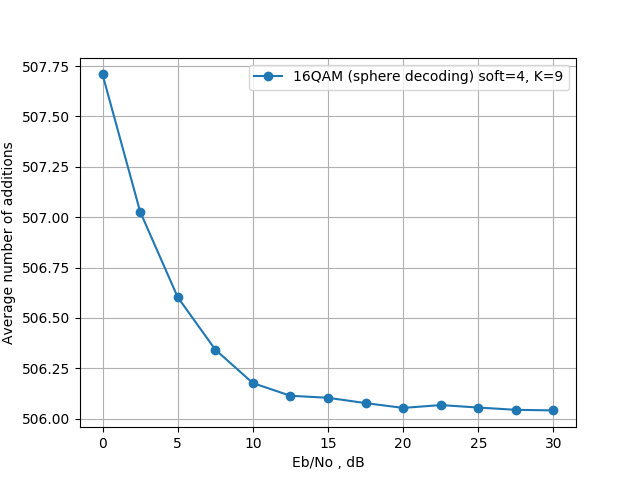 507.75
507.50
507.25
507.00
506.75
506.50
506.25
506.00
Average number of additions
16QAM (sphere decoding) soft=4, K=9
0 5 10 15 20 25 30
Eb/No , dB